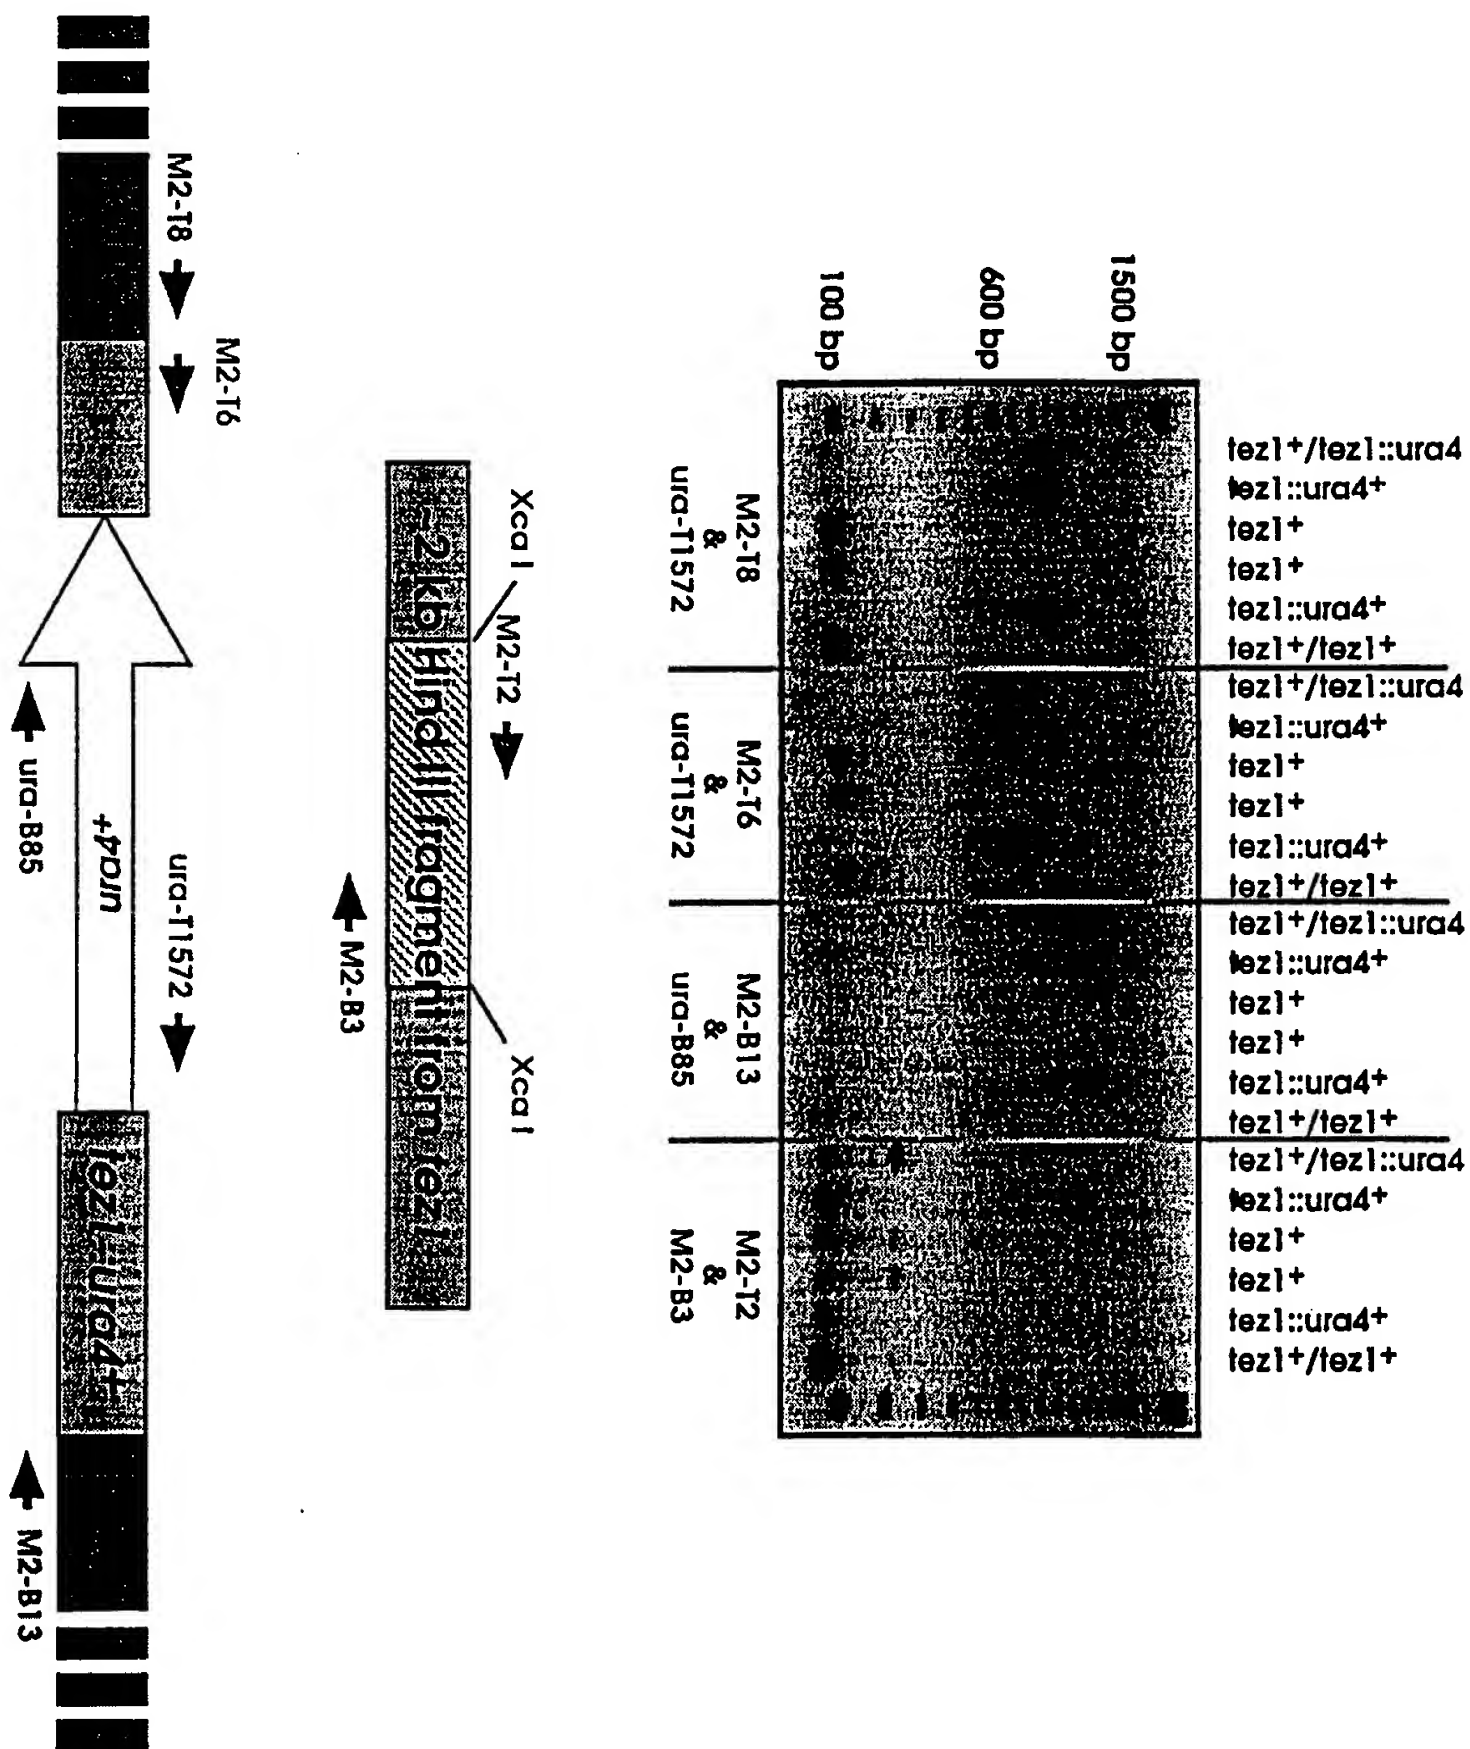 tez1+/tez1::ura4
tez1::ura4+
tez1+
tez1+
tez1::ura4+
tez1+/tez1+
tez1+/tez1::ura4
tez1::ura4+
tez1+
tez1+
tez1::ura4+
tez1+/tez1+
tez1+/tez1::ura4
tez1::ura4+
tez1+
tez1+
tez1::ura4+
tez1+/tez1+
tez1+/tez1::ura4
tez1::ura4+
tez1+
tez1+
tez1::ura4+
tez1+/tez1+
1500 bp
600 bp
100 bp
M2-T8
&
ura-T1572
M2-T6
&
ura-T1572
M2-B13
&
ura-B85
M2-T2
&
M2-B3
Xca I
M2-T2
Xca I
~2 kb Hind III fragment from tez1
M2-B3
M2-T6
M2-T8
ura-T1572
ura4+
tez1::ura4+
ura-B85
M2-B13